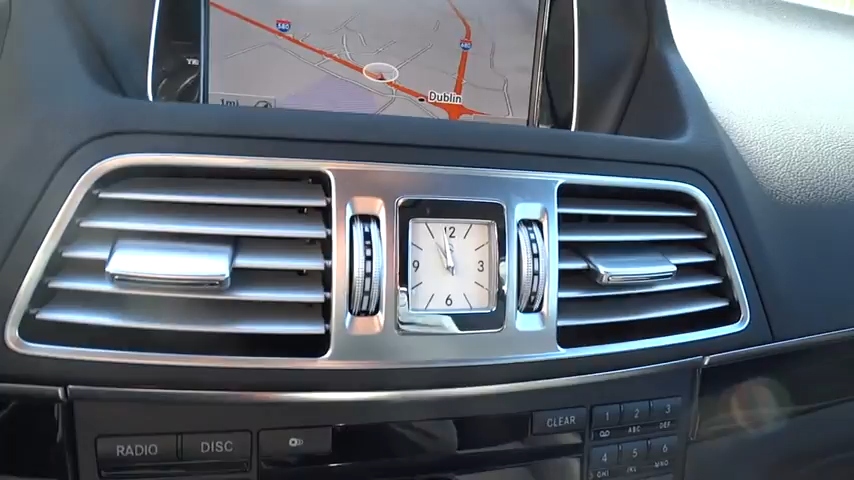 680
680
Dublin
1mi
12
9 3
6
RADIO DISC
CLEAR
1 2 ABC 3 DEF
4 GHI 5 JKL 6 MNO